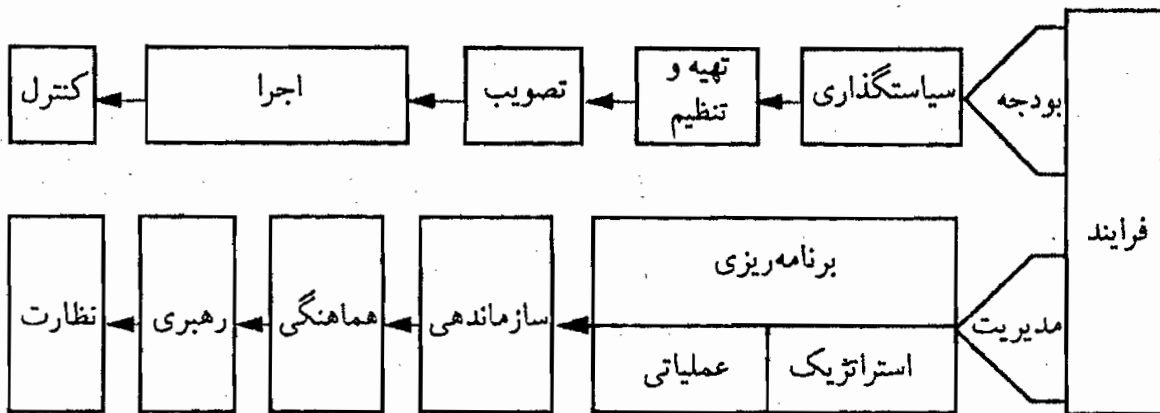 فرایند
بودجه
سیاستگذاری
تهیه و
تنظیم
تصویب
اجرا
کنترل
مدیریت
برنامه‌ریزی
استراتژیک
عملیاتی
سازماندهی
هماهنگی
رهبری
نظارت